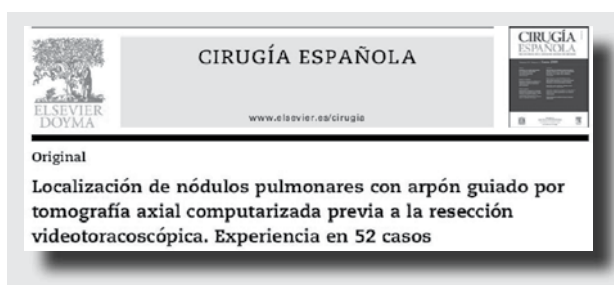 CIRUGÍA ESPAÑOLA
CIRUGÍA
ESPAÑOLA
ELSEVIER
DOYMA
www.elsevier.es/cirugia
Original
Localización de nódulos pulmonares con arpón guiado por
tomografía axial computarizada previa a la resección
videotoracoscópica. Experiencia en 52 casos